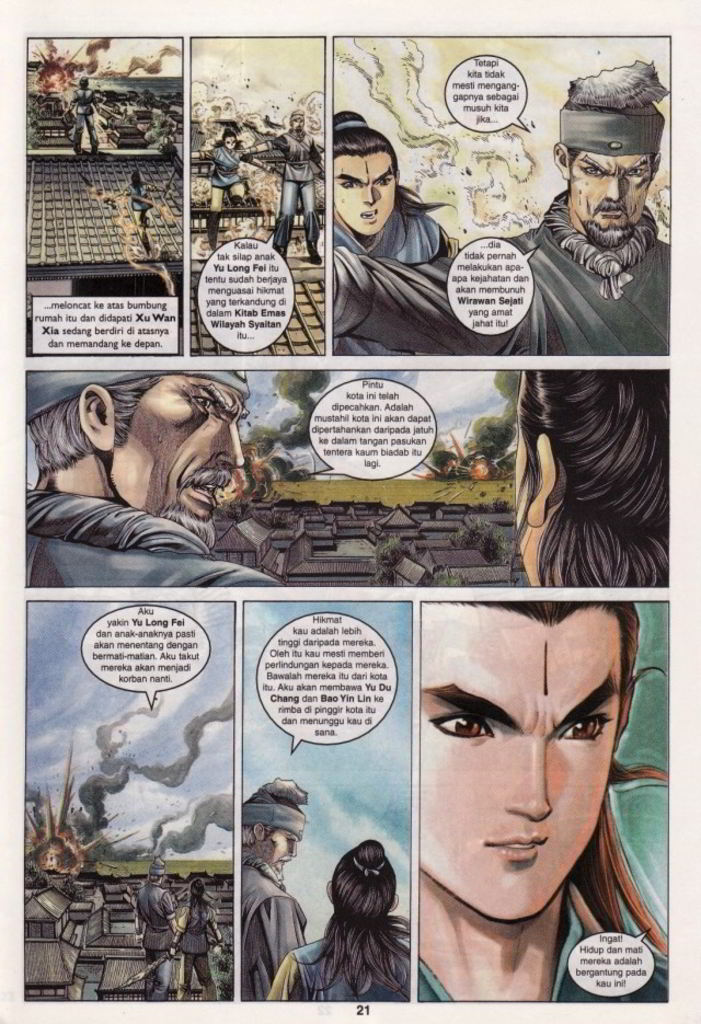 ...meloncat ke atas bumbung
rumah itu dan didapati Xu Wan
Xia sedang berdiri di atasnya
dan memandang ke depan.
Kalau
tak silap anak
Yu Long Fei itu
tentu sudah berjaya
menguasai hikmat
yang terkandung di
dalam Kitab Emas
Wilayah Syaitan
itu...
Tetapi
kita tidak
mesti mengang-
gapnya sebagai
musuh kita
jika...
...dia
tidak pernah
melakukan apa-
apa kejahatan dan
akan membunuh
Wirawan Sejati
yang amat
jahat itu!
Pintu
kota ini telah
dipecahkan. Adalah
mustahil kota ini akan dapat
dipertahankan daripada jatuh
ke dalam tangan pasukan
tentera kaum biadab itu
lagi.
Aku
yakin Yu Long Fei
dan anak-anaknya pasti
akan menentang dengan
bermati-matian. Aku takut
mereka akan menjadi
korban nanti.
Hikmat
kau adalah lebih
tinggi daripada mereka.
Oleh itu kau mesti memberi
perlindungan kepada mereka.
Bawalah mereka itu dari kota
itu. Aku akan membawa Yu Du
Chang dan Bao Yin Lin ke
rimba di pinggir kota itu
dan menunggu kau di
sana.
Ingat!
Hidup dan mati
mereka adalah
bergantung pada
kau ini!
21